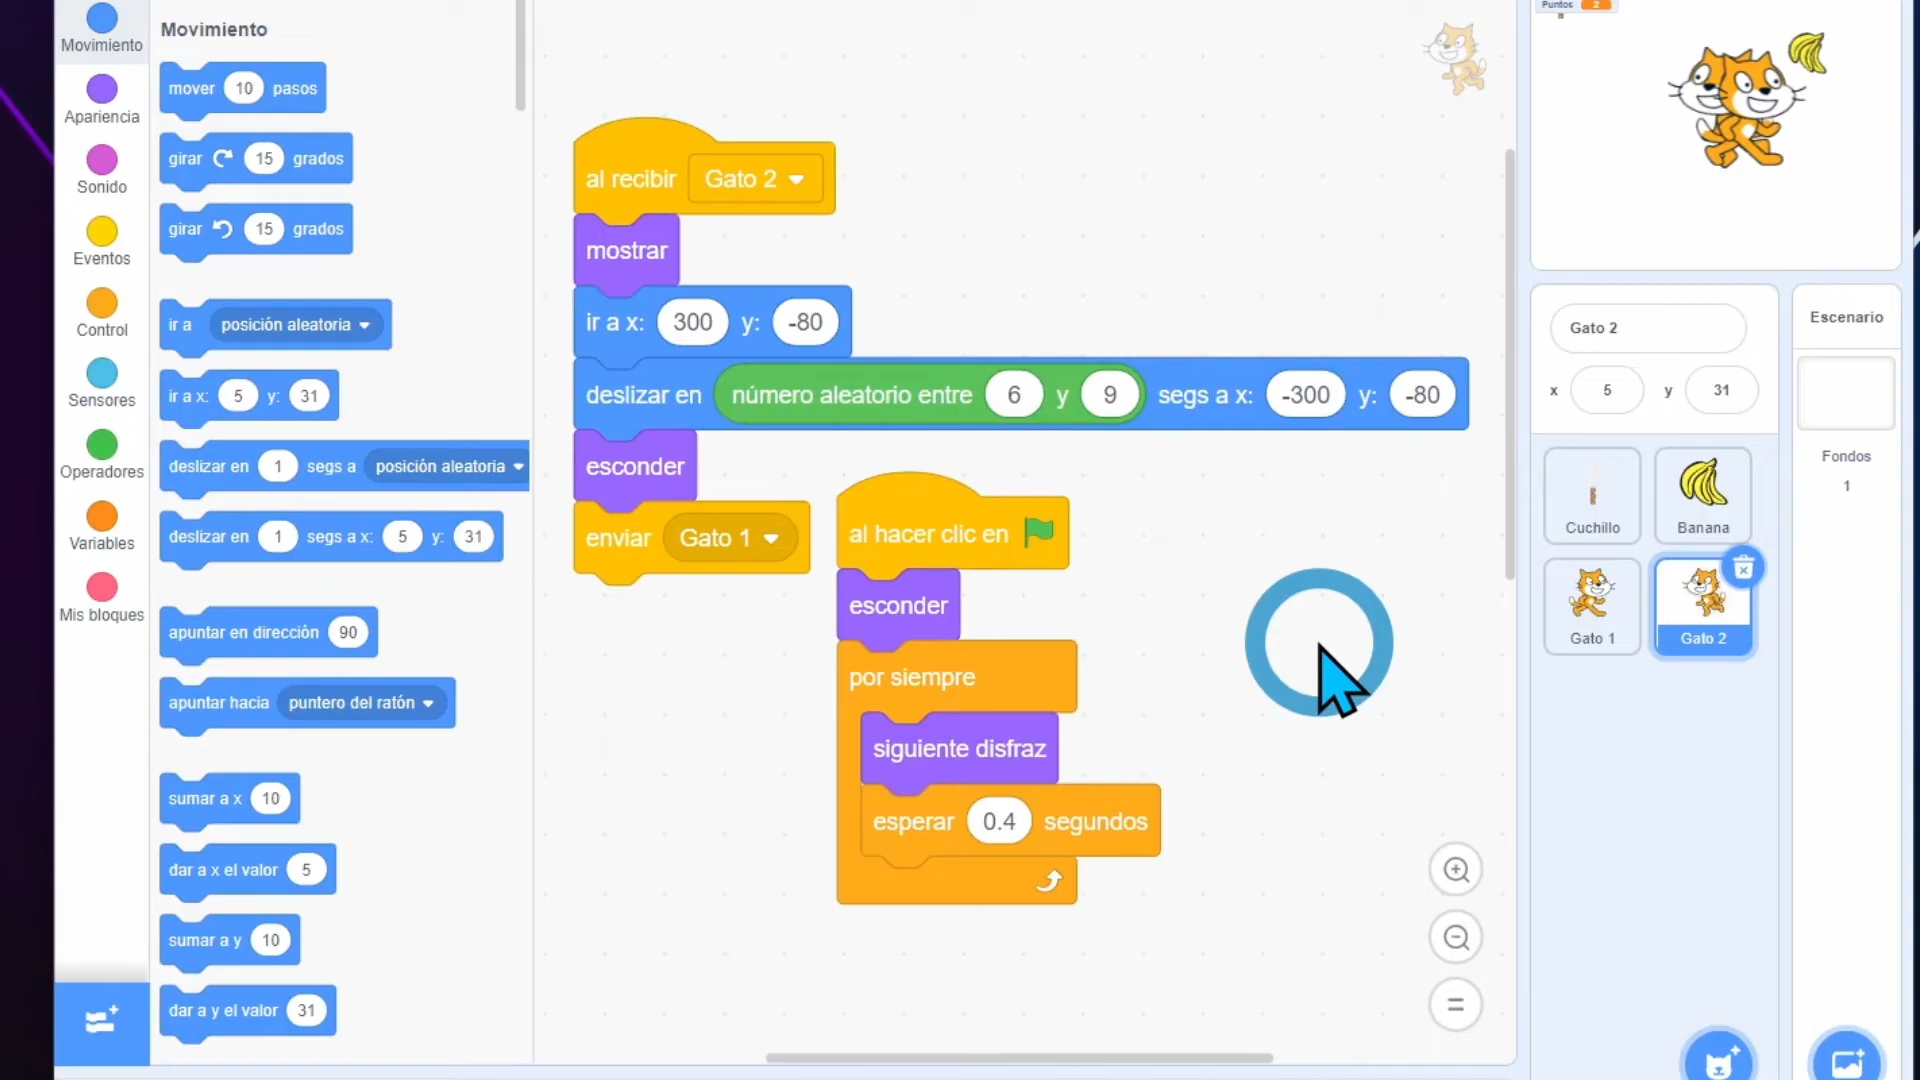 Movimiento
Apariencia
Sonido
Eventos
Control
Sensores
Operadores
Variables
Mis bloques
Movimiento
mover 10 pasos
girar 15 grados
girar 15 grados
ir a posición aleatoria
ir a x: 5 y: 31
deslizar en 1 segs a posición aleatoria
deslizar en 1 segs a x: 5 y: 31
apuntar en dirección 90
apuntar hacia puntero del ratón
sumar a x 10
dar a x el valor 5
sumar a y 10
dar a y el valor 31
al recibir Gato 2
mostrar
ir a x: 300 y: -80
deslizar en número aleatorio entre 6 y 9 segs a x: -300 y: -80
esconder
enviar Gato 1
al hacer clic en
esconder
por siempre
siguiente disfraz
esperar 0.4 segundos
Puntos 2
Gato 2
x 5 y 31
Cuchillo
Banana
Gato 1
Gato 2
Escenario
Fondos
1